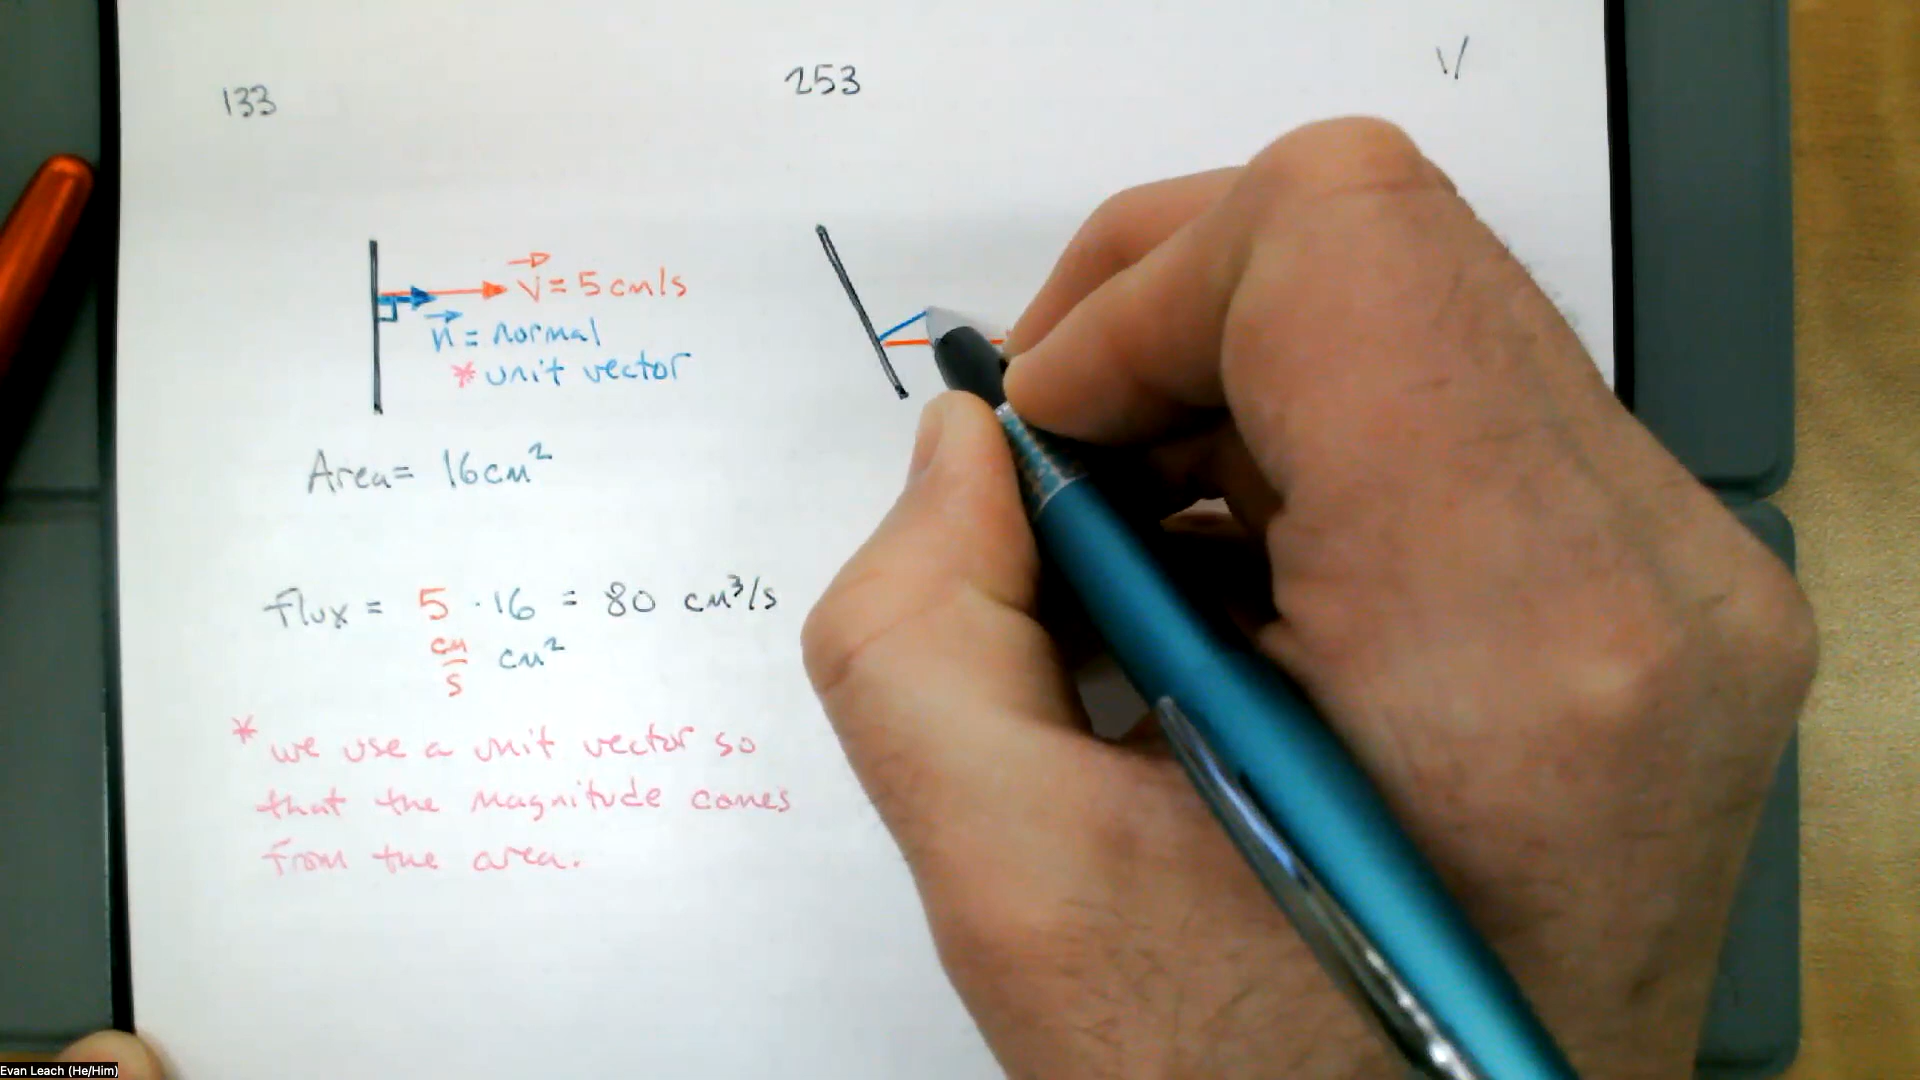 133
253
V
v = 5 cm/s
n = normal
* unit vector
Area = 16 cm²
flux = 5 · 16 = 80 cm³/s
cm/s cm²
* we use a unit vector so
that the magnitude comes
from the area.
Evan Leach (He/Him)